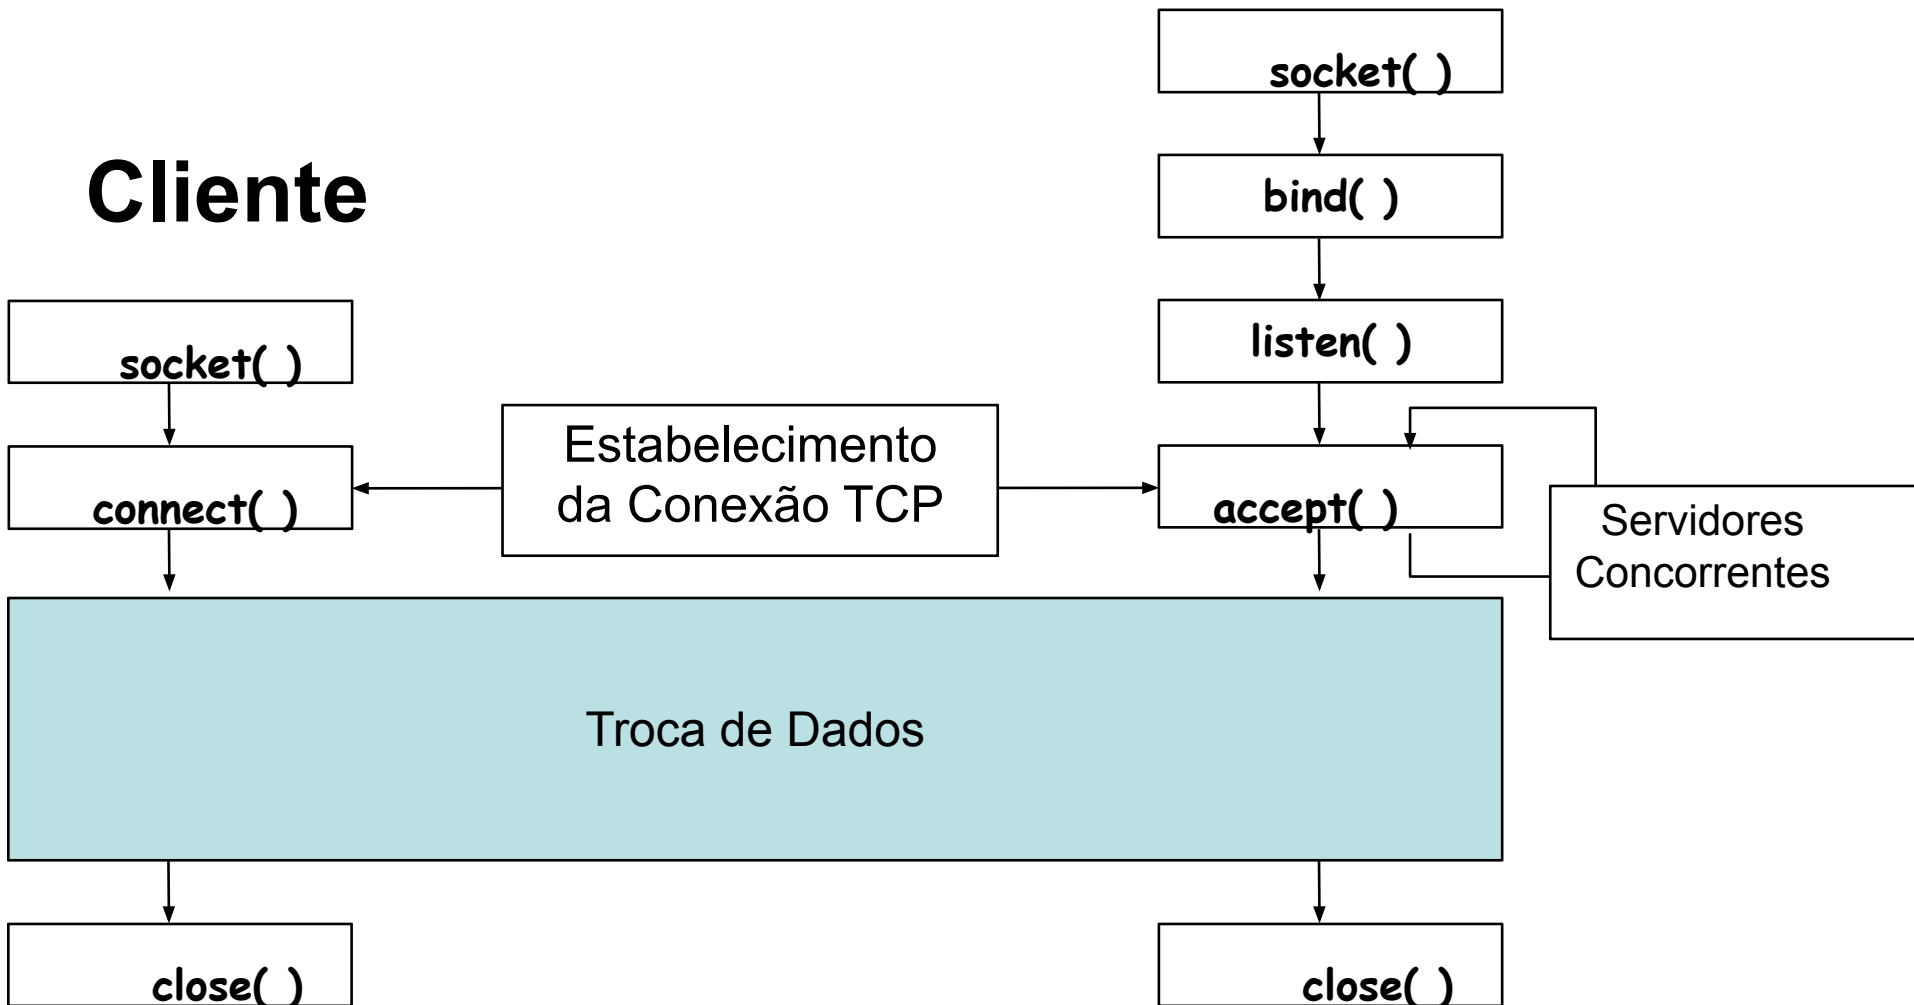 socket( )
Cliente
bind( )
socket( )
listen( )
connect( )
Estabelecimento
da Conexão TCP
accept( )
Servidores
Concorrentes
Troca de Dados
close( )
close( )